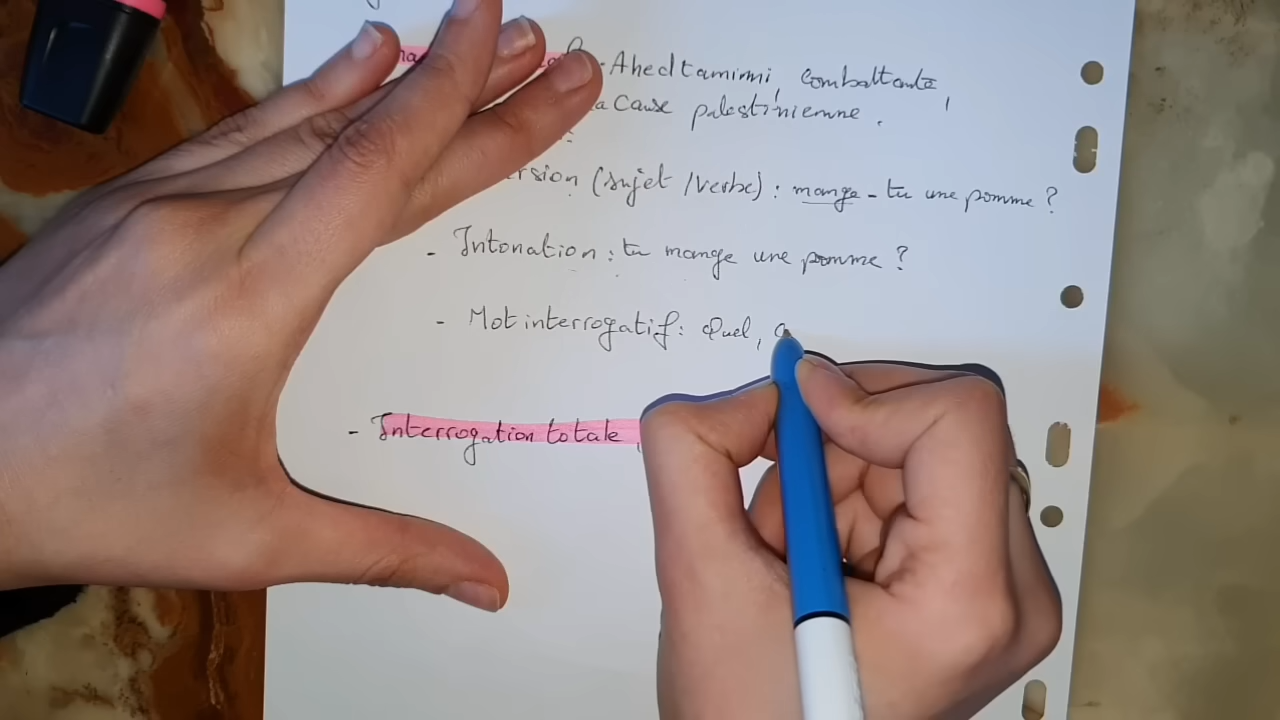 - Ahed tamimi, combattante,
la Cause palestinienne.
(sujet / Verbe) : mange - tu une pomme ?
- Intonation : tu mange une pomme ?
- Mot interrogatif : Quel,
- Interrogation totale,